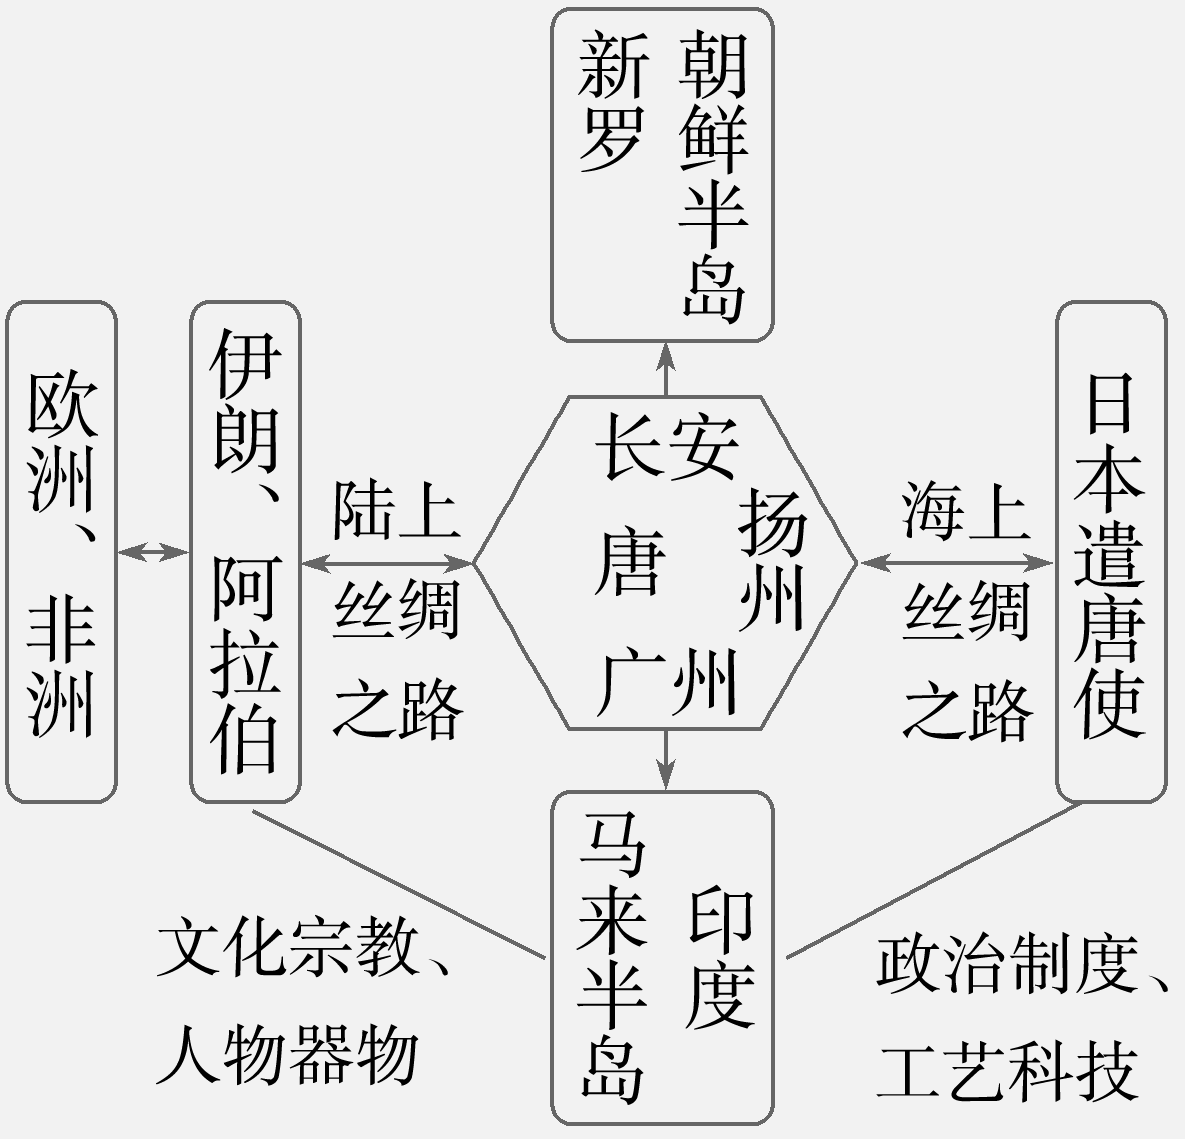 朝鲜半岛
新罗
欧洲、非洲
伊朗、阿拉伯
陆上
丝绸
之路
长安
扬州
唐
广州
海上
丝绸
之路
日本遣唐使
马来半岛
印度
文化宗教、
人物器物
政治制度、
工艺科技